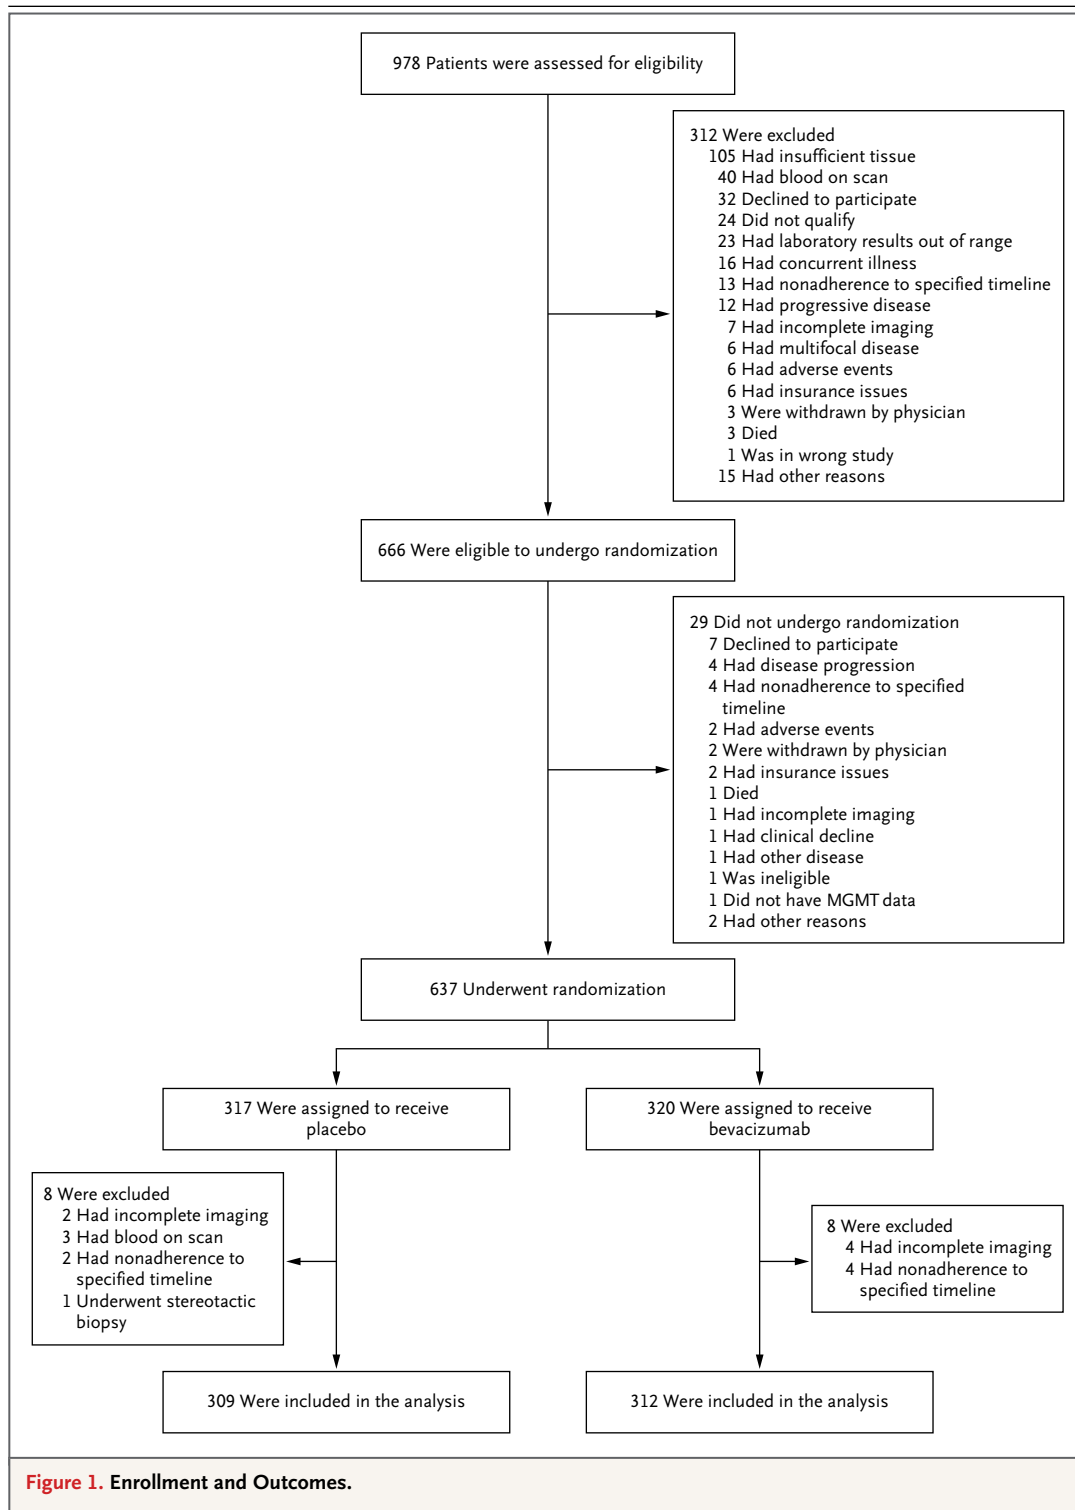 978 Patients were assessed for eligibility
312 Were excluded
105 Had insufficient tissue
40 Had blood on scan
32 Declined to participate
24 Did not qualify
23 Had laboratory results out of range
16 Had concurrent illness
13 Had nonadherence to specified timeline
12 Had progressive disease
7 Had incomplete imaging
6 Had multifocal disease
6 Had adverse events
6 Had insurance issues
3 Were withdrawn by physician
3 Died
1 Was in wrong study
15 Had other reasons
666 Were eligible to undergo randomization
29 Did not undergo randomization
7 Declined to participate
4 Had disease progression
4 Had nonadherence to specified
timeline
2 Had adverse events
2 Were withdrawn by physician
2 Had insurance issues
1 Died
1 Had incomplete imaging
1 Had clinical decline
1 Had other disease
1 Was ineligible
1 Did not have MGMT data
2 Had other reasons
637 Underwent randomization
317 Were assigned to receive
placebo
320 Were assigned to receive
bevacizumab
8 Were excluded
2 Had incomplete imaging
3 Had blood on scan
2 Had nonadherence to
specified timeline
1 Underwent stereotactic
biopsy
8 Were excluded
4 Had incomplete imaging
4 Had nonadherence to
specified timeline
309 Were included in the analysis
312 Were included in the analysis
Figure 1. Enrollment and Outcomes.